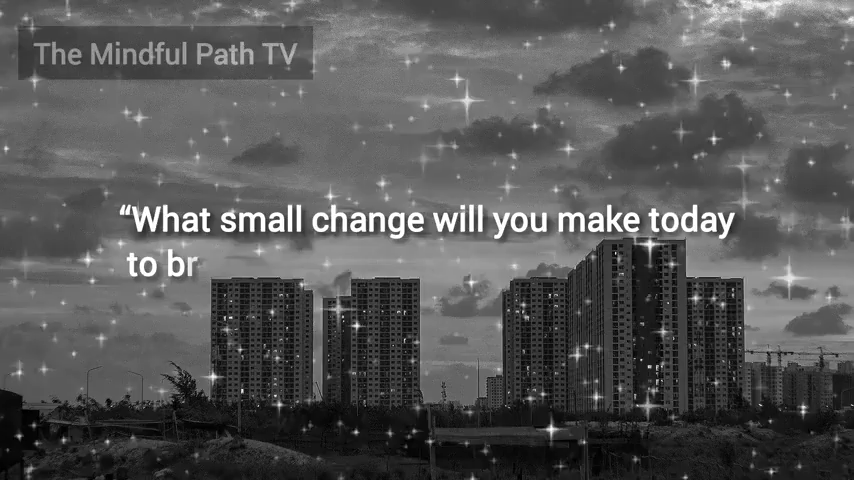 The Mindful Path TV
“What small change will you make today
to br